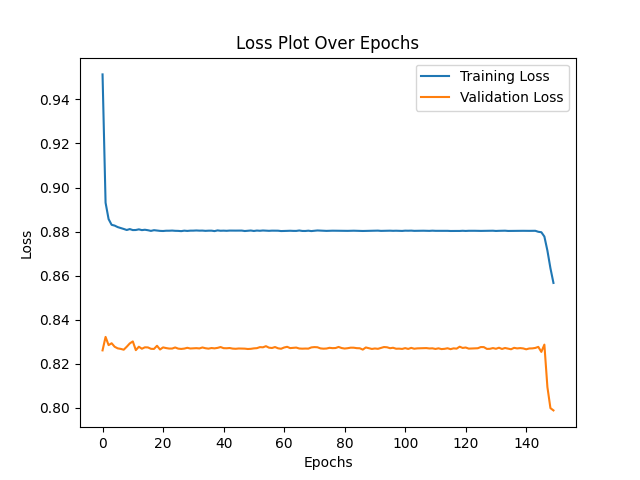 Loss Plot Over Epochs
Training Loss
Validation Loss
0.94
0.92
0.90
0.88
0.86
0.84
0.82
0.80
Loss
0 20 40 60 80 100 120 140
Epochs